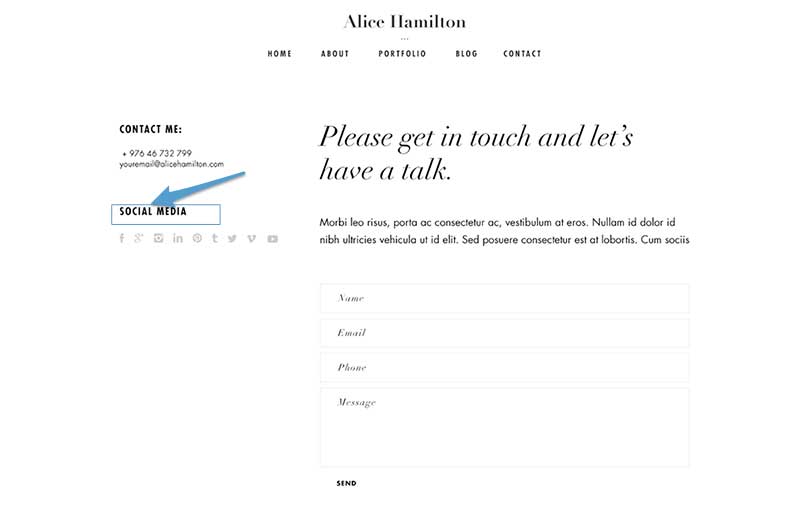 Alice Hamilton
...
HOME ABOUT PORTFOLIO BLOG CONTACT
CONTACT ME:
+ 976 46 732 799
youremail@alicehamilton.com
SOCIAL MEDIA
Please get in touch and let’s
have a talk.
Morbi leo risus, porta ac consectetur ac, vestibulum at eros. Nullam id dolor id
nibh ultricies vehicula ut id elit. Sed posuere consectetur est at lobortis. Cum sociis
Name
Email
Phone
Message
SEND